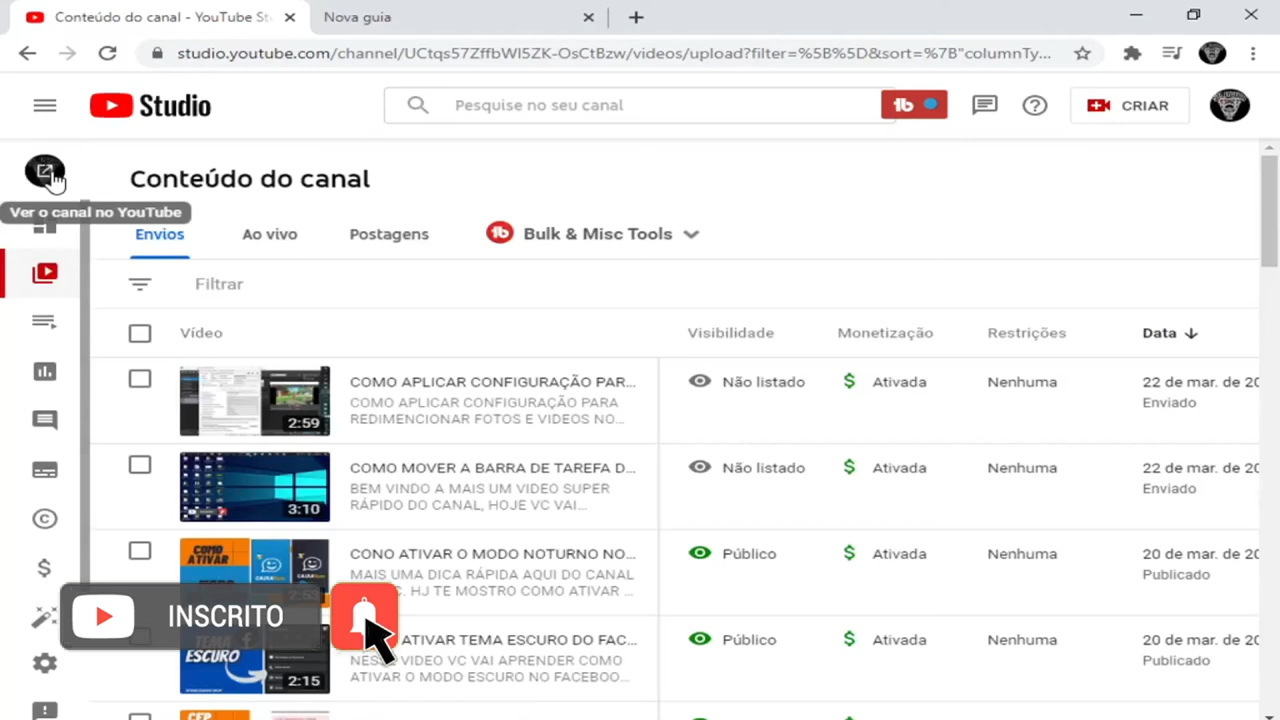 Conteúdo do canal - YouTube St
Nova guia
studio.youtube.com/channel/UCtqs57ZffbWI5ZK-OsCtBzw/videos/upload?filter=%5B%5D&sort=%7B"columnTy...
Studio
Pesquise no seu canal
CRIAR
Conteúdo do canal
Ver o canal no YouTube
Envios
Ao vivo
Postagens
Bulk & Misc Tools
Filtrar
Vídeo
Visibilidade
Monetização
Restrições
Data
2:59
COMO APLICAR CONFIGURAÇÃO PAR...
COMO APLICAR CONFIGURAÇÃO PARA
REDIMENCIONAR FOTOS E VIDEOS NO...
Não listado
Ativada
Nenhuma
22 de mar. de 20
Enviado
3:10
COMO MOVER A BARRA DE TAREFA D...
BEM VINDO A MAIS UM VIDEO SUPER
RÁPIDO DO CANAL, HOJE VC VAI...
Não listado
Ativada
Nenhuma
22 de mar. de 20
Enviado
COMO
ATIVAR
CONO ATIVAR O MODO NOTURNO NO...
MAIS UMA DICA RÁPIDA AQUI DO CANAL
C. HJ TE MOSTRO COMO ATIVAR ...
Público
Ativada
Nenhuma
20 de mar. de 20
Publicado
INSCRITO
TEMA
ESCURO
2:15
ATIVAR TEMA ESCURO DO FAC...
VIDEO VC VAI APRENDER COMO
ATIVAR O MODO ESCURO NO FACEBOO...
Público
Ativada
Nenhuma
20 de mar. de 20
Publicado